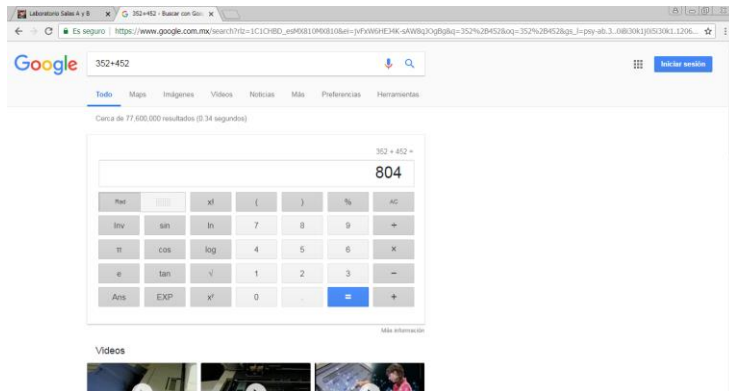 Laboratorio Salas A y B
352+452 - Buscar con Goo
Es seguro
Google
352+452
Iniciar sesión
Todo Maps Imágenes Videos Noticias Más Preferencias Herramientas
Cerca de 77,600,000 resultados (0.34 segundos)
352 + 452 =
804
Rad x! ( ) % AC
Inv sin ln 7 8 9 ÷
π cos log 4 5 6 ×
e tan √ 1 2 3 −
Ans EXP 0 . = +
Más información
Videos